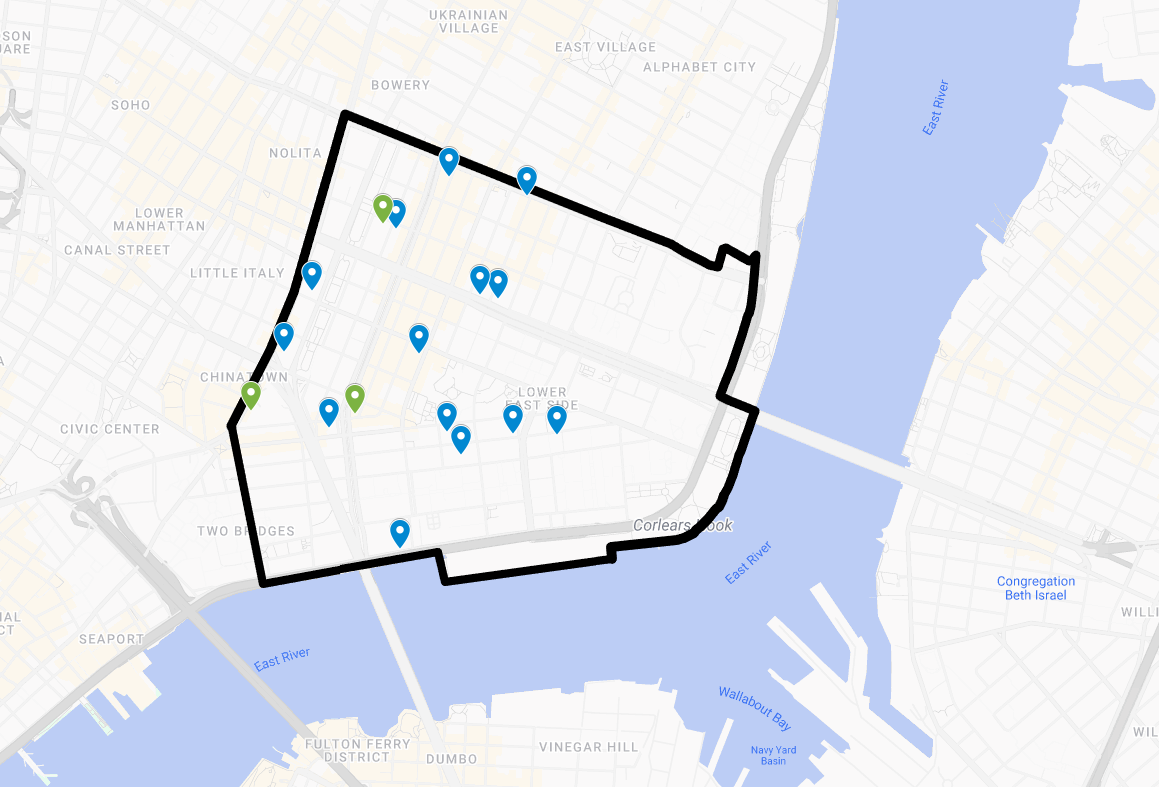 UKRAINIAN
VILLAGE
SON
ARE
EAST VILLAGE
ALPHABET CITY
BOWERY
SOHO
East River
NOLITA
LOWER
MANHATTAN
CANAL STREET
LITTLE ITALY
CHINATOWN
LOWER
EAST SIDE
CIVIC CENTER
TWO BRIDGES
Corlears Hook
East River
Congregation
Beth Israel
WILLI
IAL
CT
SEAPORT
East River
Wallabout Bay
WIL
FULTON FERRY
DISTRICT
DUMBO
VINEGAR HILL
Navy Yard
Basin